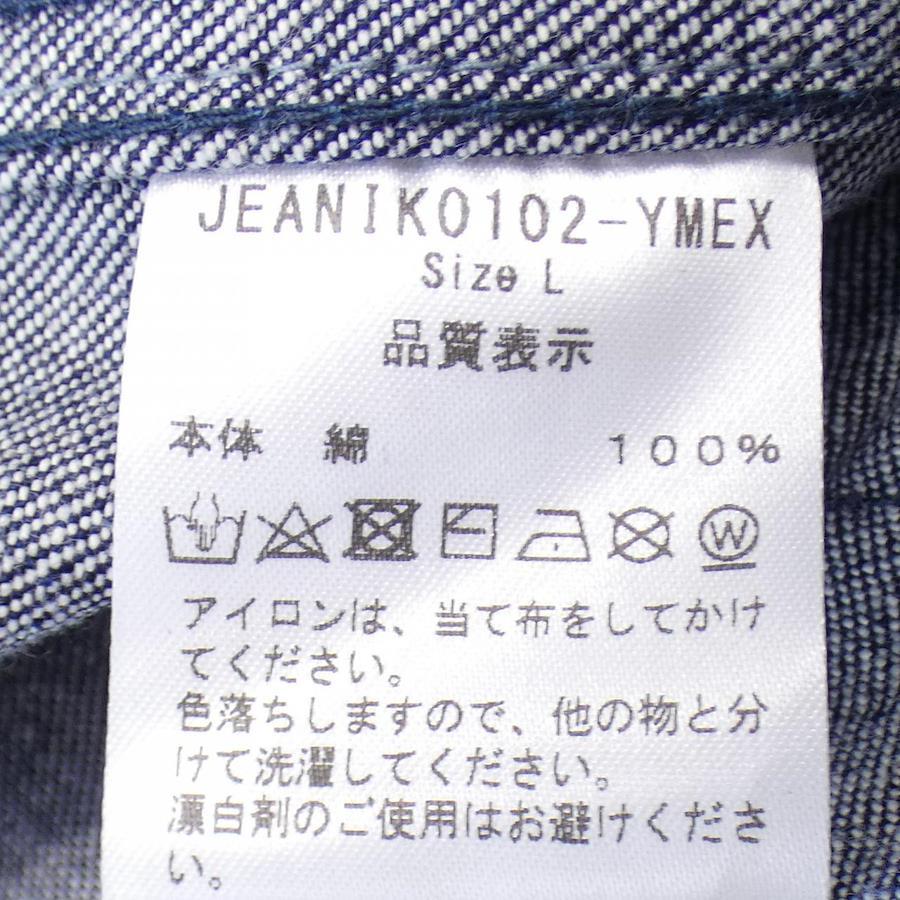 JEANIKO102-YMEX
Size L
品質表示
本体 綿 100%
W
アイロンは、当て布をしてかけ
てください。
色落ちしますので、他の物と分
けて洗濯してください。
漂白剤のご使用はお避けくださ
い。